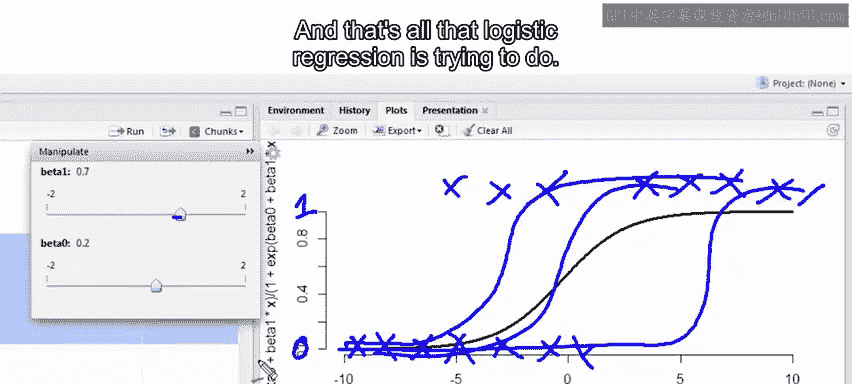 And that's all that logistic
regression is trying to do.
Project: (None)
Environment History Plots Presentation
Run Chunks
Zoom Export Clear All
Manipulate
beta1: 0.7
-2 2
beta0: 0.2
-2 2
+ beta1 * x)/(1 + exp(beta0 + beta1 * x
1
0.8
0.4
0
-10 -5 0 5 10